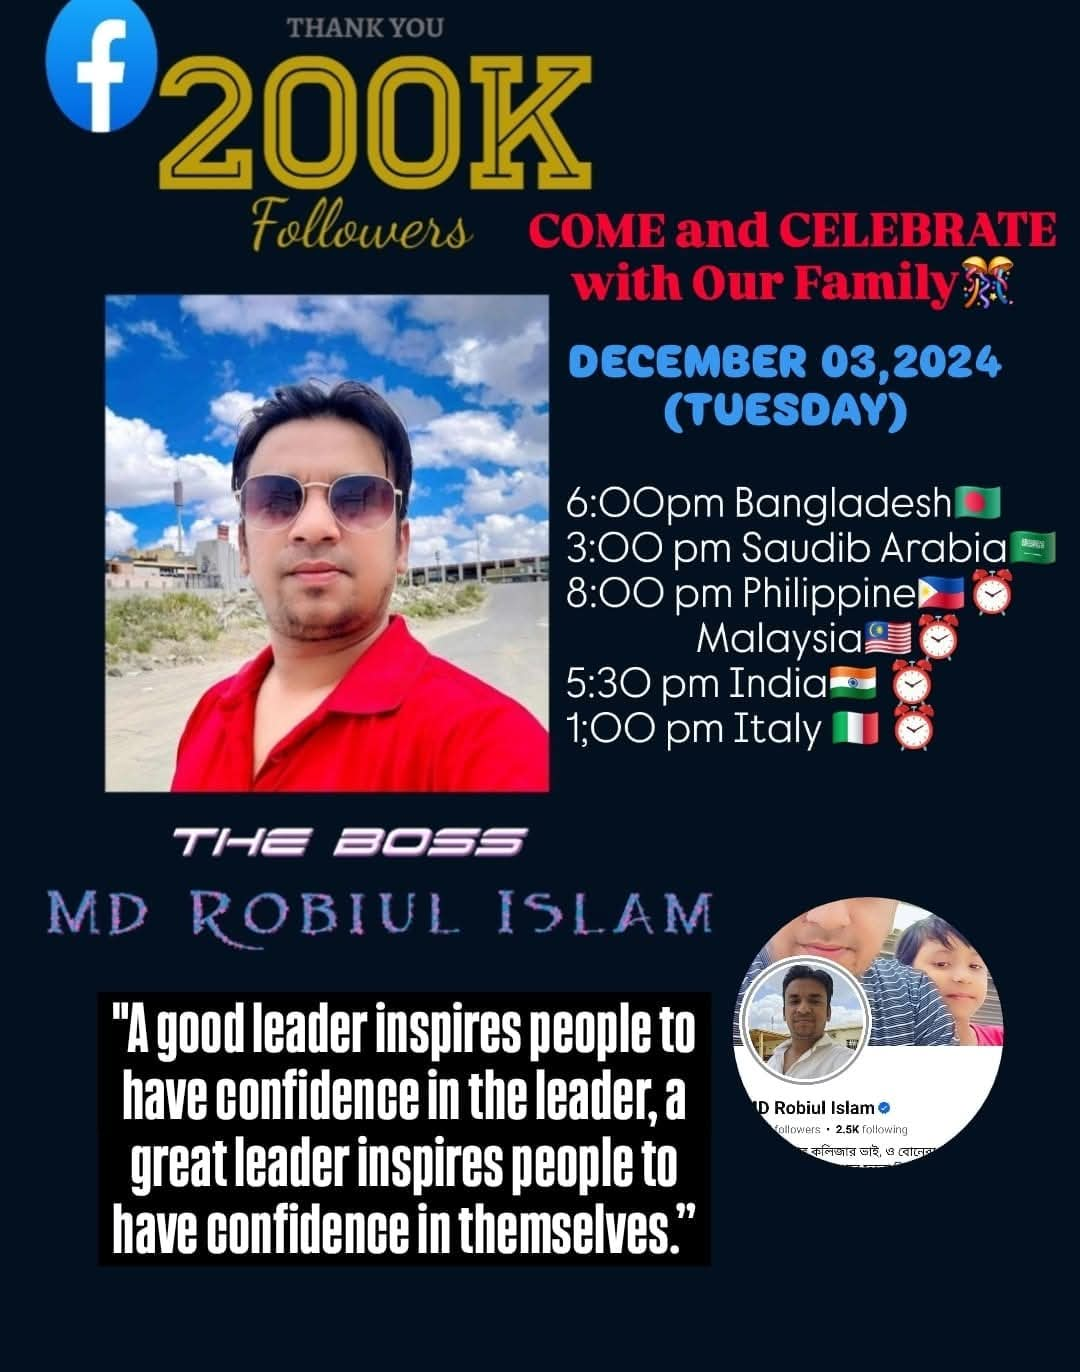 THANK YOU
200K
Followers
COME and CELEBRATE
with Our Family🎊
DECEMBER 03,2024
(TUESDAY)
6:00pm Bangladesh🇧🇩
3:00 pm Saudib Arabia🇸🇦
8:00 pm Philippine🇵🇭⏰
Malaysia🇲🇾⏰
5:30 pm India🇮🇳 ⏰
1;00 pm Italy 🇮🇹 ⏰
THE BOSS
MD ROBIUL ISLAM
"A good leader inspires people to
have confidence in the leader, a
great leader inspires people to
have confidence in themselves.”
D Robiul Islam
followers • 2.5K following
কলিজার ভাই, ও